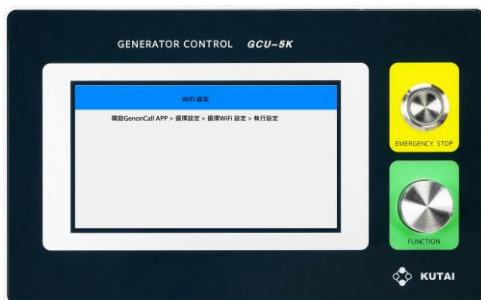 GENERATOR CONTROL GCU-5K
WiFi 設定
開啟GenonCall APP > 選擇設定 > 選擇WiFi 設定 > 執行設定
EMERGENCY STOP
FUNCTION
KUTAI